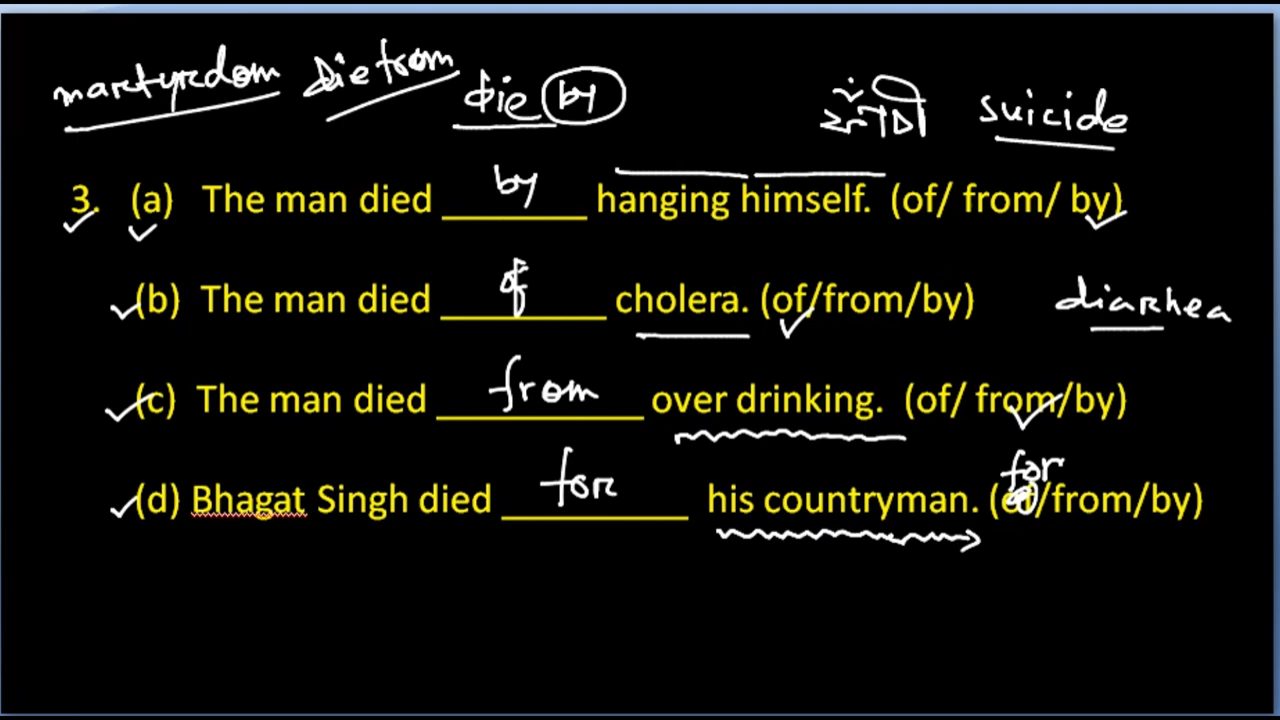 martyrdom die from die by suicide
3. (a) The man died by hanging himself. (of/ from/ by)
(b) The man died of cholera. (of/from/by) diarhea
(c) The man died from over drinking. (of/ from/by)
(d) Bhagat Singh died for his countryman. (for/from/by)